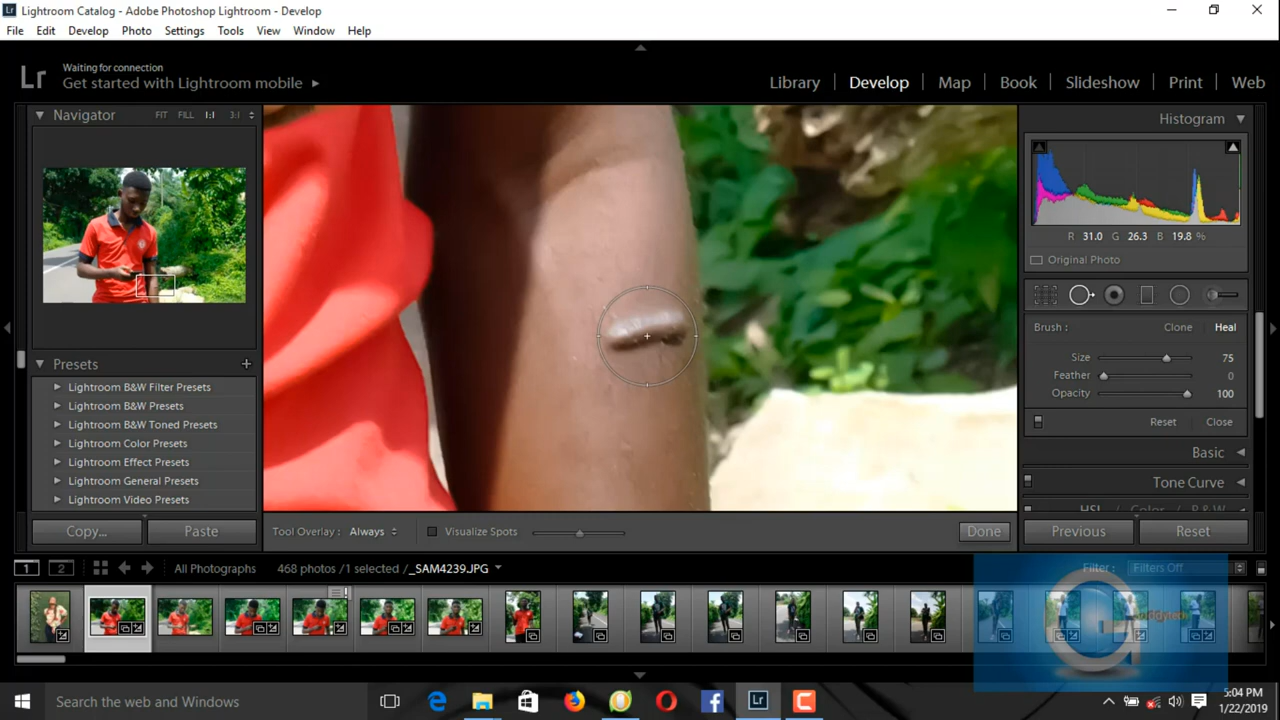 Lightroom Catalog - Adobe Photoshop Lightroom - Develop
File Edit Develop Photo Settings Tools View Window Help
Lr
Waiting for connection
Get started with Lightroom mobile
Library Develop Map Book Slideshow Print Web
Navigator FIT FILL 1:1 3:1
Histogram
R 31.0 G 26.3 B 19.8 %
Original Photo
Brush : Clone Heal
Size 75
Feather 0
Opacity 100
Reset Close
Basic
Tone Curve
HSL / Color / B & W
Presets +
Lightroom B&W Filter Presets
Lightroom B&W Presets
Lightroom B&W Toned Presets
Lightroom Color Presets
Lightroom Effect Presets
Lightroom General Presets
Lightroom Video Presets
Copy... Paste
Tool Overlay : Always Visualize Spots Done
Previous Reset
1 2 All Photographs 468 photos / 1 selected / _SAM4239.JPG Filter : Filters Off
Search the web and Windows
Lr
5:04 PM
1/22/2019